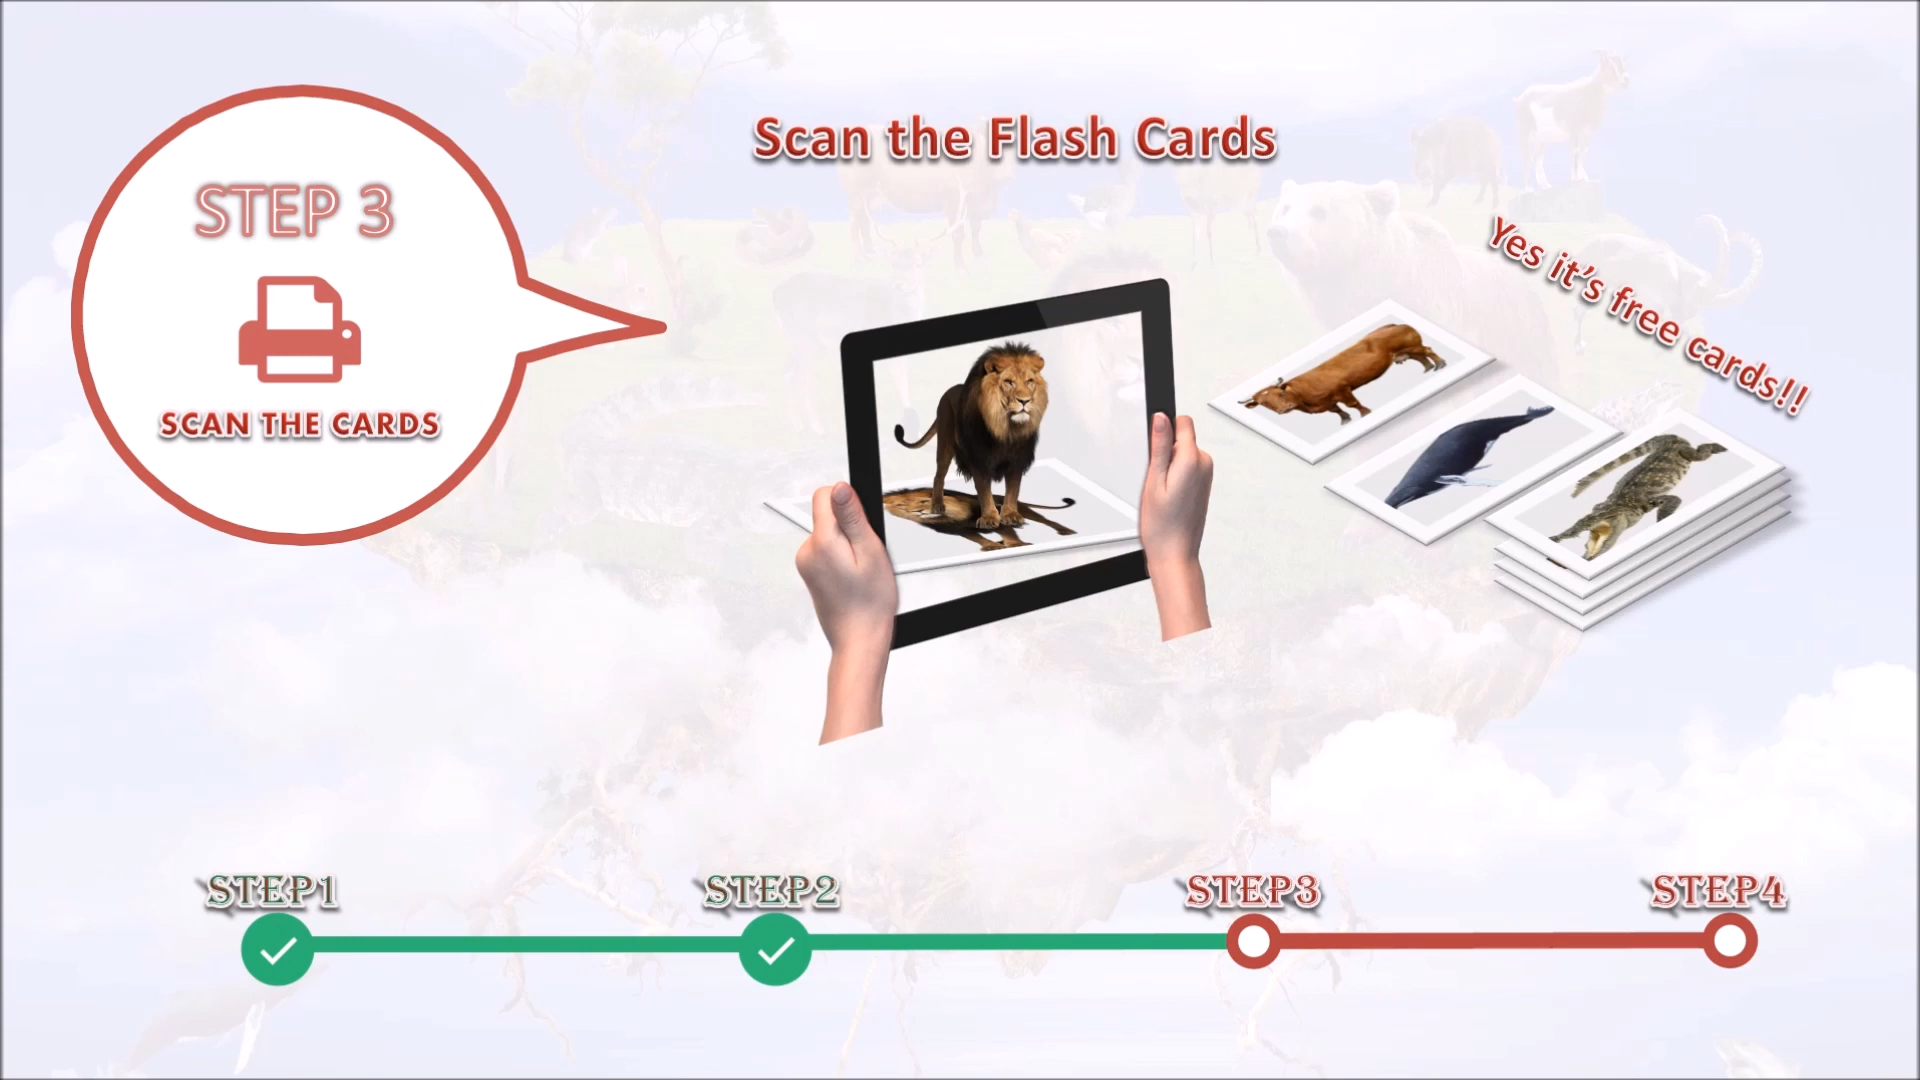 Scan the Flash Cards
STEP 3
SCAN THE CARDS
Yes it's free cards!!
STEP1
STEP2
STEP3
STEP4